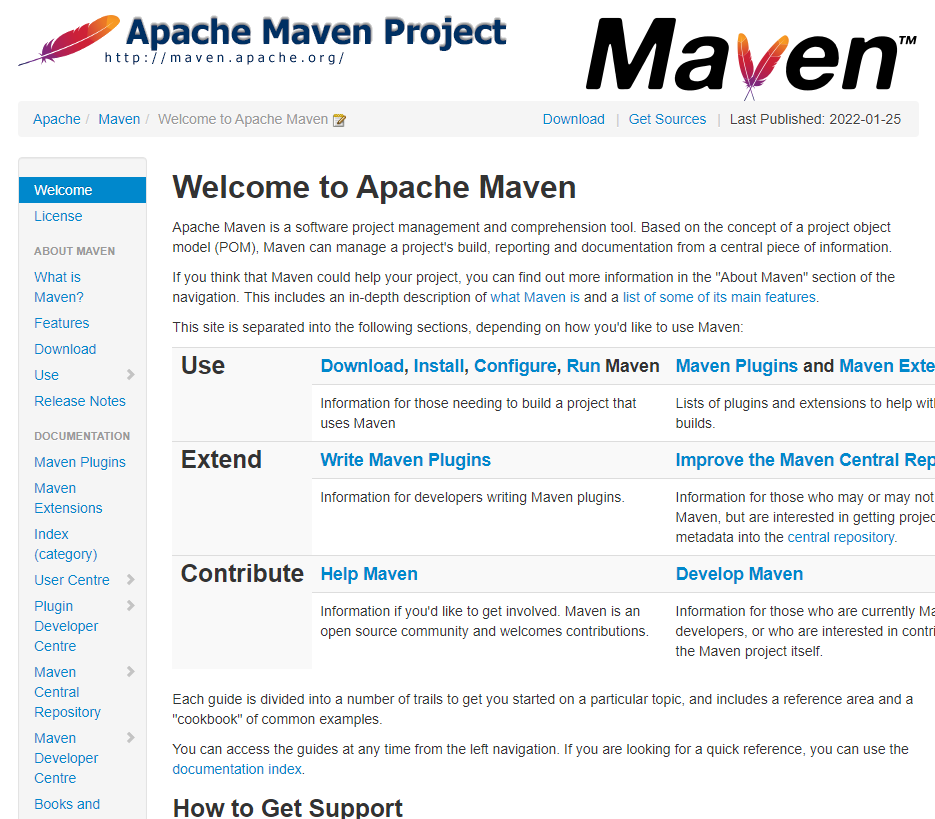 Apache Maven Project
http://maven.apache.org/
Maven™
Apache / Maven / Welcome to Apache Maven
Download | Get Sources | Last Published: 2022-01-25
Welcome
License
ABOUT MAVEN
What is
Maven?
Features
Download
Use
Release Notes
DOCUMENTATION
Maven Plugins
Maven
Extensions
Index
(category)
User Centre
Plugin
Developer
Centre
Maven
Central
Repository
Maven
Developer
Centre
Books and
Welcome to Apache Maven
Apache Maven is a software project management and comprehension tool. Based on the concept of a project object
model (POM), Maven can manage a project's build, reporting and documentation from a central piece of information.
If you think that Maven could help your project, you can find out more information in the "About Maven" section of the
navigation. This includes an in-depth description of what Maven is and a list of some of its main features.
This site is separated into the following sections, depending on how you'd like to use Maven:
Use
Download, Install, Configure, Run Maven
Information for those needing to build a project that
uses Maven
Maven Plugins and Maven Exte
Lists of plugins and extensions to help wit
builds.
Extend
Write Maven Plugins
Information for developers writing Maven plugins.
Improve the Maven Central Rep
Information for those who may or may not
Maven, but are interested in getting projec
metadata into the central repository.
Contribute
Help Maven
Information if you'd like to get involved. Maven is an
open source community and welcomes contributions.
Develop Maven
Information for those who are currently Ma
developers, or who are interested in contri
the Maven project itself.
Each guide is divided into a number of trails to get you started on a particular topic, and includes a reference area and a
"cookbook" of common examples.
You can access the guides at any time from the left navigation. If you are looking for a quick reference, you can use the
documentation index.
How to Get Support